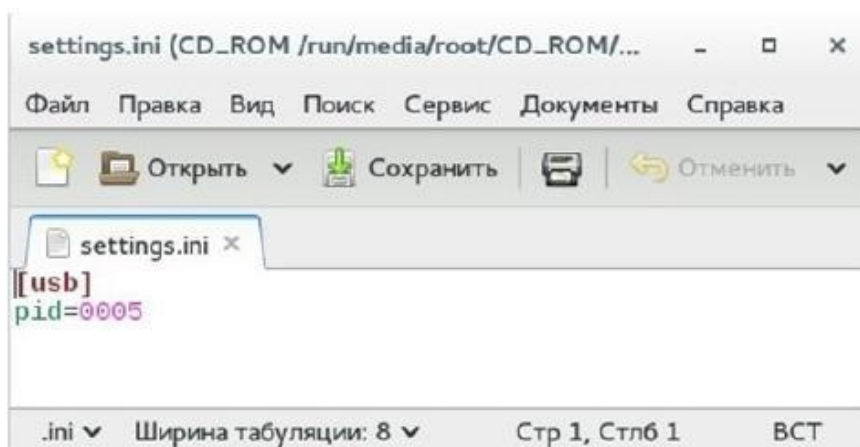 settings.ini (CD_ROM /run/media/root/CD_ROM/...
Файл Правка Вид Поиск Сервис Документы Справка
Открыть Сохранить Отменить
settings.ini
[usb]
pid=0005
.ini Ширина табуляции: 8 Стр 1, Стлб 1 ВСТ